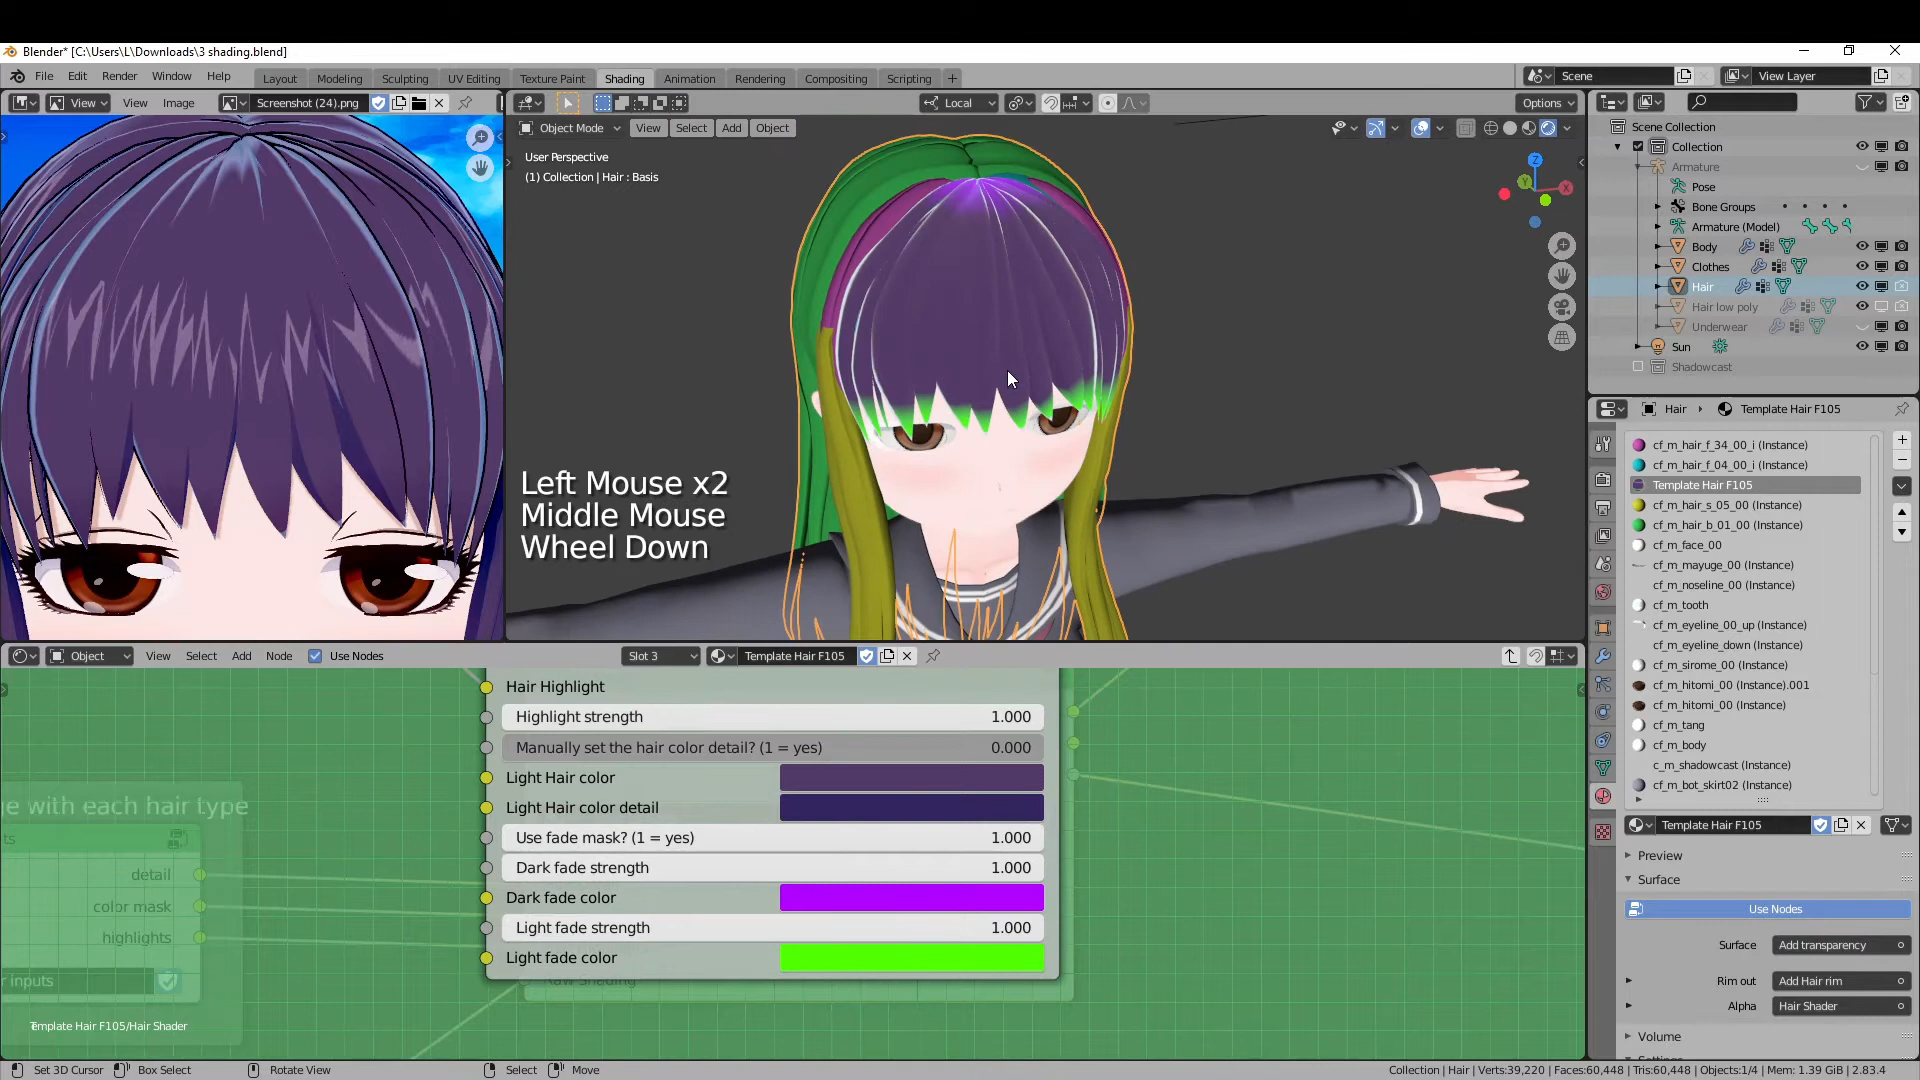 Blender* [C:\Users\L\Downloads\3 shading.blend]
File Edit Render Window Help
Layout Modeling Sculpting UV Editing Texture Paint Shading Animation Rendering Compositing Scripting
Scene
View Layer
View View Image Screenshot (24).png
Local
Options
Object Mode View Select Add Object
User Perspective
(1) Collection | Hair : Basis
Z
Y
X
Left Mouse x2
Middle Mouse
Wheel Down
Scene Collection
Collection
Armature
Pose
Bone Groups
Armature (Model)
Body
Clothes
Hair
Hair low poly
Underwear
Sun
Shadowcast
Hair
Template Hair F105
cf_m_hair_f_34_00_i (Instance)
cf_m_hair_f_04_00_i (Instance)
Template Hair F105
cf_m_hair_s_05_00 (Instance)
cf_m_hair_b_01_00 (Instance)
cf_m_face_00
cf_m_mayuge_00 (Instance)
cf_m_noseline_00 (Instance)
cf_m_tooth
cf_m_eyeline_00_up (Instance)
cf_m_eyeline_down (Instance)
cf_m_sirome_00 (Instance)
cf_m_hitomi_00 (Instance).001
cf_m_hitomi_00 (Instance)
cf_m_tang
cf_m_body
c_m_shadowcast (Instance)
cf_m_bot_skirt02 (Instance)
Template Hair F105
Preview
Surface
Use Nodes
Surface Add transparency
Rim out Add Hair rim
Alpha Hair Shader
Volume
Object View Select Add Node Use Nodes Slot 3 Template Hair F105
Hair Highlight
Highlight strength 1.000
Manually set the hair color detail? (1 = yes) 0.000
Light Hair color
Light Hair color detail
Use fade mask? (1 = yes) 1.000
Dark fade strength 1.000
Dark fade color
Light fade strength 1.000
Light fade color
Raw Shading
ge with each hair type
ts
detail
color mask
highlights
r inputs
Template Hair F105/Hair Shader
Set 3D Cursor Box Select Rotate View Select Move
Collection | Hair | Verts:39,220 | Faces:60,448 | Tris:60,448 | Objects:1/4 | Mem: 1.39 GiB | 2.83.4